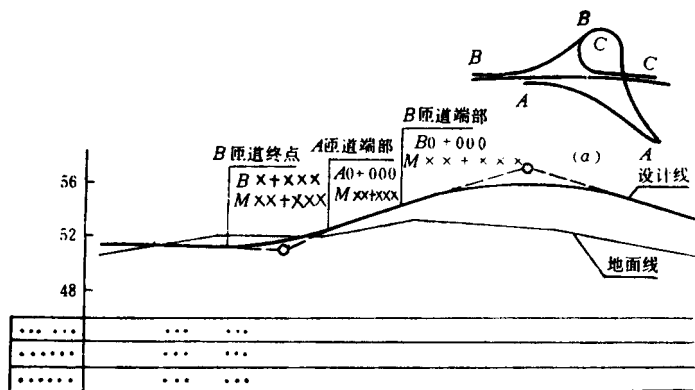 B
C
B
C
A
A
(a)
B匝道端部
B0+000
M××+×××
A匝道端部
A0+000
M××+×××
B匝道终点
B×+×××
M××+×××
设计线
地面线
56
52
48